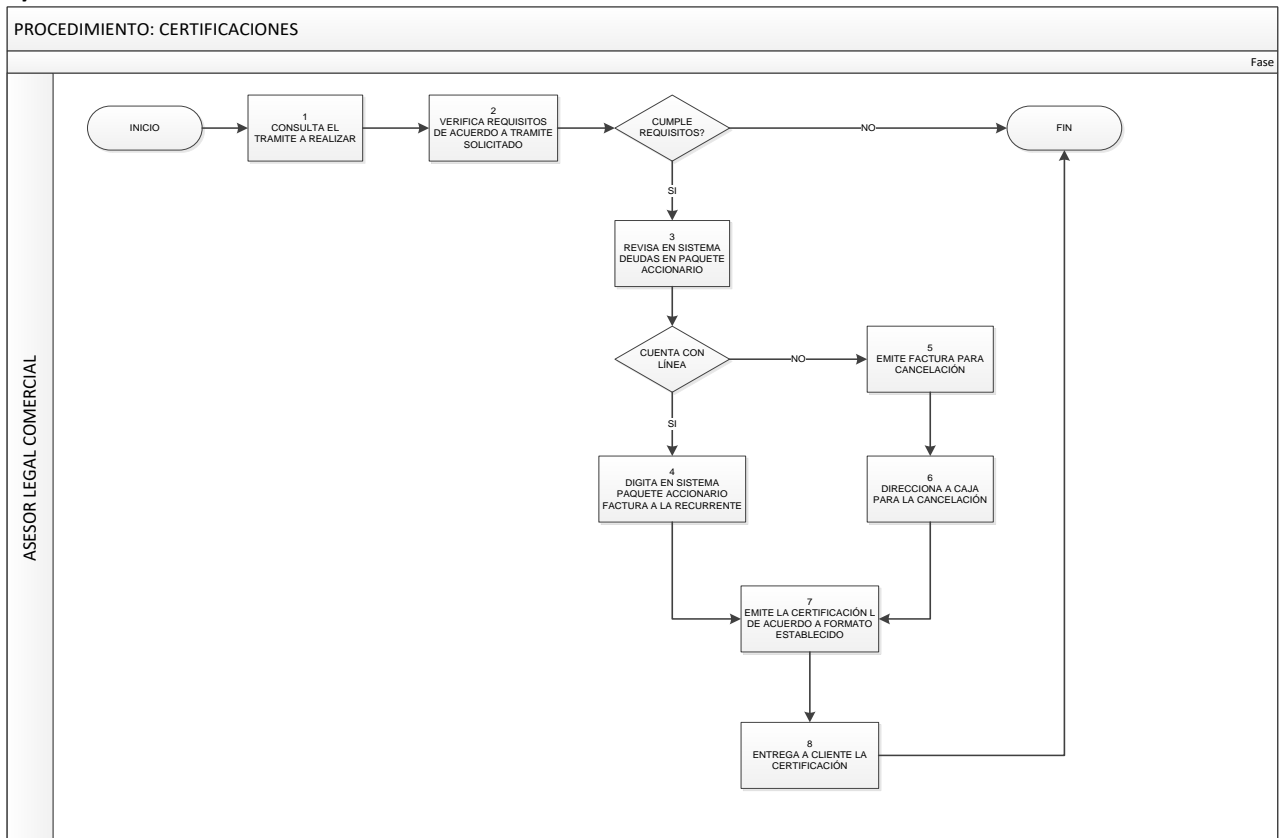 PROCEDIMIENTO: CERTIFICACIONES
Fase
ASESOR LEGAL COMERCIAL
INICIO
1
CONSULTA EL
TRAMITE A REALIZAR
2
VERIFICA REQUISITOS
DE ACUERDO A TRAMITE
SOLICITADO
CUMPLE
REQUISITOS?
NO
FIN
SI
3
REVISA EN SISTEMA
DEUDAS EN PAQUETE
ACCIONARIO
CUENTA CON
LÍNEA
NO
5
EMITE FACTURA PARA
CANCELACIÓN
SI
4
DIGITA EN SISTEMA
PAQUETE ACCIONARIO
FACTURA A LA RECURRENTE
6
DIRECCIONA A CAJA
PARA LA CANCELACIÓN
7
EMITE LA CERTIFICACIÓN L
DE ACUERDO A FORMATO
ESTABLECIDO
8
ENTREGA A CLIENTE LA
CERTIFICACIÓN